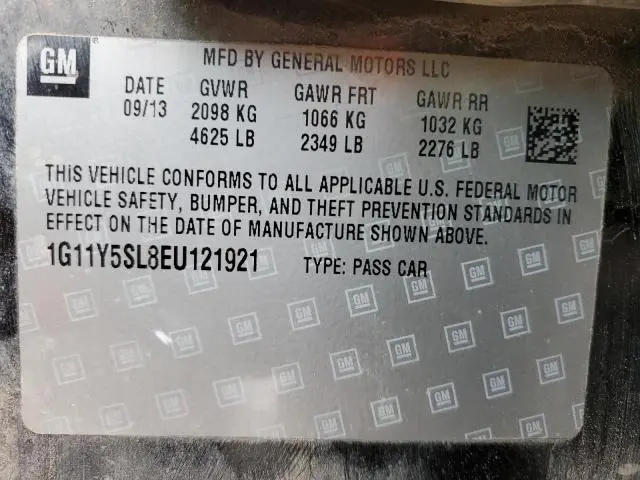 GM
MFD BY GENERAL MOTORS LLC
DATE GVWR GAWR FRT GAWR RR
09/13 2098 KG 1066 KG 1032 KG
4625 LB 2349 LB 2276 LB
THIS VEHICLE CONFORMS TO ALL APPLICABLE U.S. FEDERAL MOTOR
VEHICLE SAFETY, BUMPER, AND THEFT PREVENTION STANDARDS IN
EFFECT ON THE DATE OF MANUFACTURE SHOWN ABOVE.
1G11Y5SL8EU121921 TYPE: PASS CAR